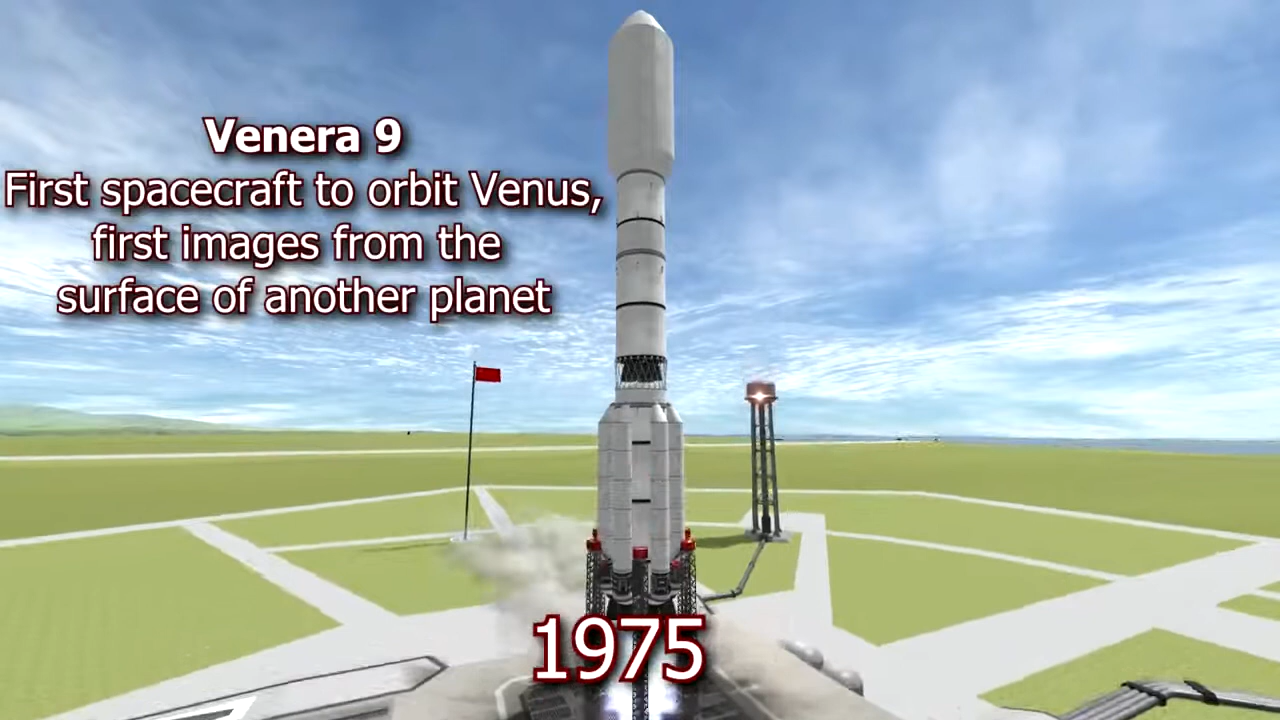 Venera 9
First spacecraft to orbit Venus,
first images from the
surface of another planet
1975